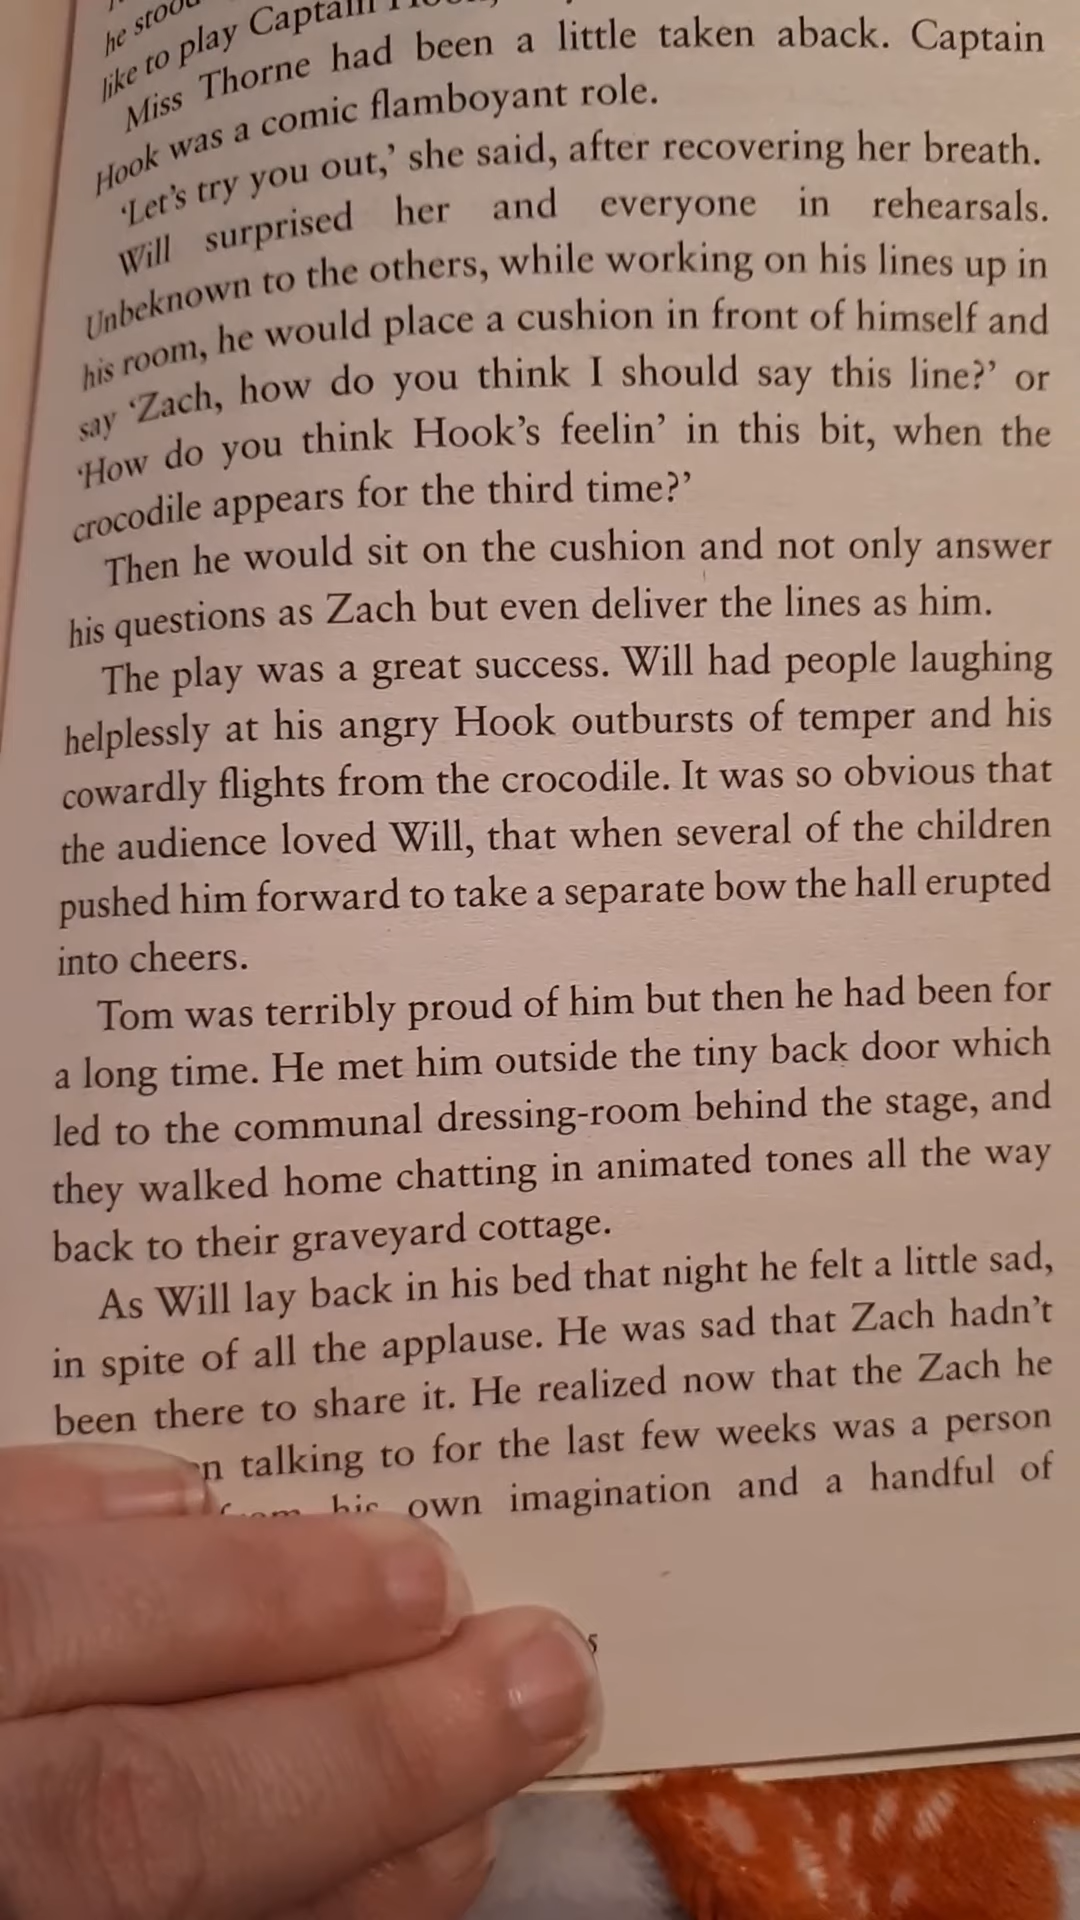 he stood
like to play Captain
Miss Thorne had been a little taken aback. Captain
Hook was a comic flamboyant role.
‘Let’s try you out,’ she said, after recovering her breath.
Will surprised her and everyone in rehearsals.
Unbeknown to the others, while working on his lines up in
his room, he would place a cushion in front of himself and
say ‘Zach, how do you think I should say this line?’ or
‘How do you think Hook’s feelin’ in this bit, when the
crocodile appears for the third time?’
Then he would sit on the cushion and not only answer
his questions as Zach but even deliver the lines as him.
The play was a great success. Will had people laughing
helplessly at his angry Hook outbursts of temper and his
cowardly flights from the crocodile. It was so obvious that
the audience loved Will, that when several of the children
pushed him forward to take a separate bow the hall erupted
into cheers.
Tom was terribly proud of him but then he had been for
a long time. He met him outside the tiny back door which
led to the communal dressing-room behind the stage, and
they walked home chatting in animated tones all the way
back to their graveyard cottage.
As Will lay back in his bed that night he felt a little sad,
in spite of all the applause. He was sad that Zach hadn’t
been there to share it. He realized now that the Zach he
talking to for the last few weeks was a person
from his own imagination and a handful of
5